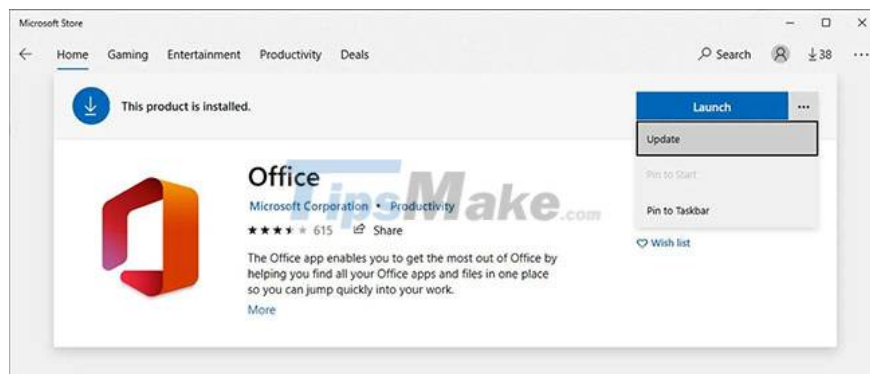 Microsoft Store
Home Gaming Entertainment Productivity Deals Search 38
This product is installed. Launch
Update
Pin to Start
Pin to Taskbar
Wish list
Office
Microsoft Corporation • Productivity
615 Share
The Office app enables you to get the most out of Office by
helping you find all your Office apps and files in one place
so you can jump quickly into your work.
More
TipsMake.com